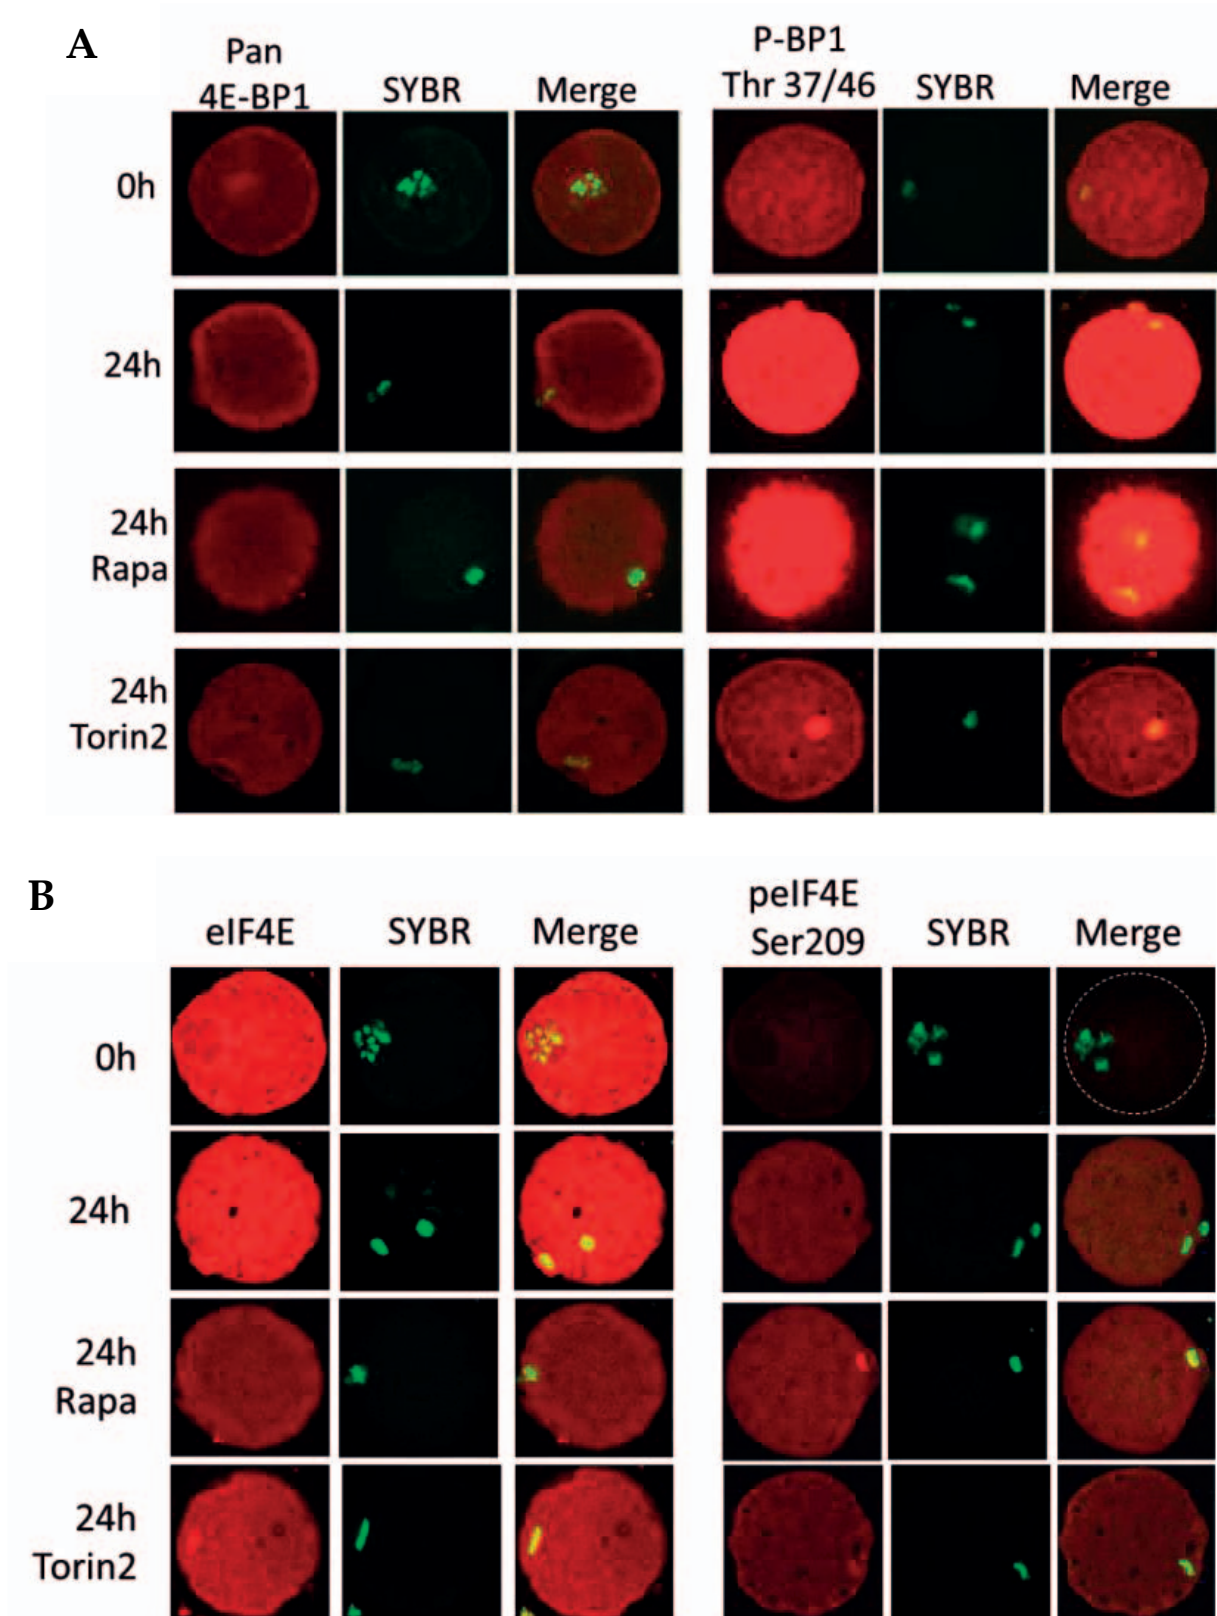 A
Pan
4E-BP1 SYBR Merge
P-BP1
Thr 37/46 SYBR Merge
0h
24h
24h
Rapa
24h
Torin2
B
eIF4E SYBR Merge
peIF4E
Ser209 SYBR Merge
0h
24h
24h
Rapa
24h
Torin2